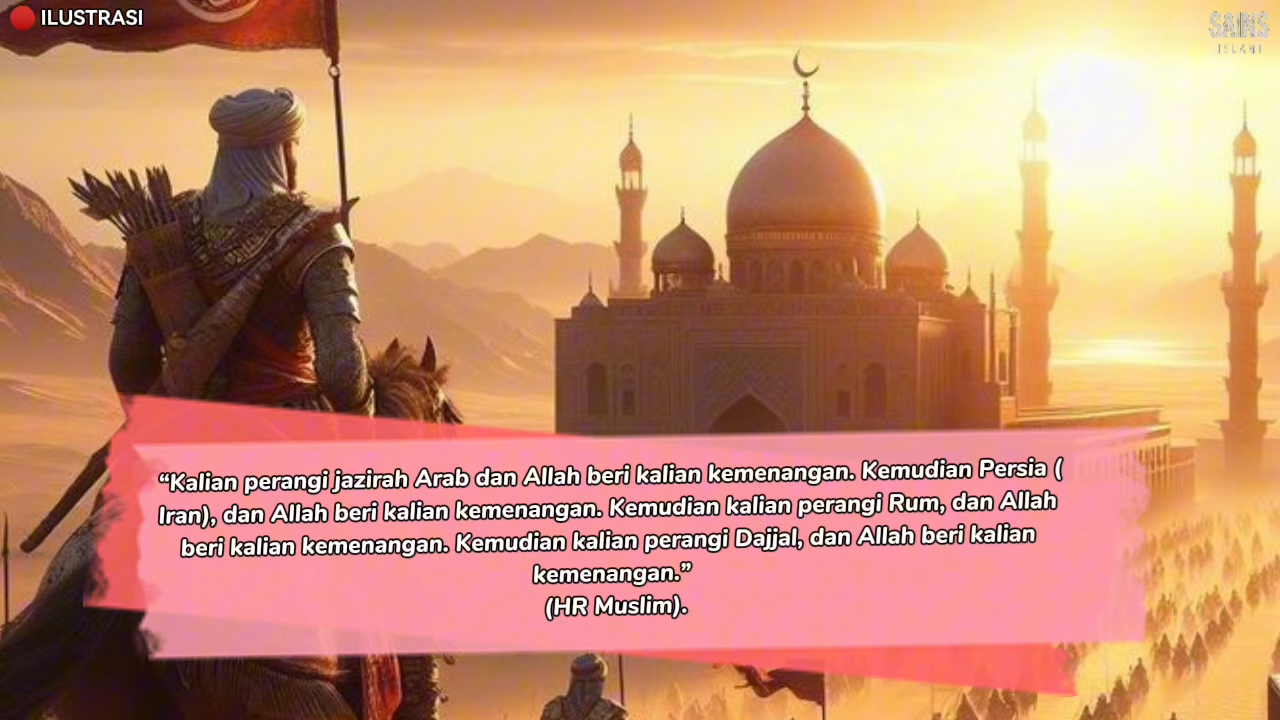 ILUSTRASI
SAINS
ISLAMI
“Kalian perangi jazirah Arab dan Allah beri kalian kemenangan. Kemudian Persia (
Iran), dan Allah beri kalian kemenangan. Kemudian kalian perangi Rum, dan Allah
beri kalian kemenangan. Kemudian kalian perangi Dajjal, dan Allah beri kalian
kemenangan.”
(HR Muslim).